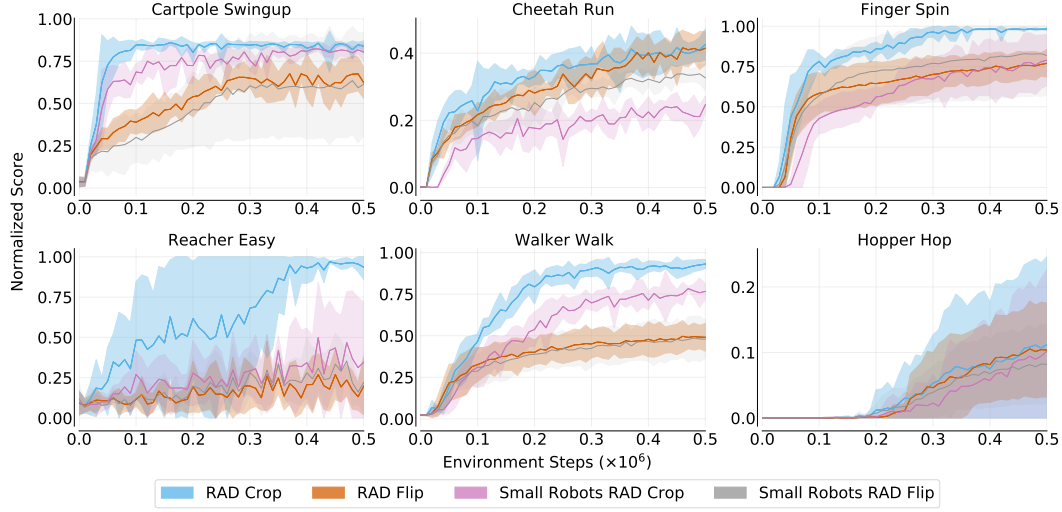 Cartpole Swingup
Cheetah Run
Finger Spin
1.00
0.75
0.50
0.25
0.00
0.0 0.1 0.2 0.3 0.4 0.5
0.4
0.2
0.0
0.0 0.1 0.2 0.3 0.4 0.5
1.00
0.75
0.50
0.25
0.00
0.0 0.1 0.2 0.3 0.4 0.5
Normalized Score
Reacher Easy
Walker Walk
Hopper Hop
1.00
0.75
0.50
0.25
0.00
0.0 0.1 0.2 0.3 0.4 0.5
1.00
0.75
0.50
0.25
0.00
0.0 0.1 0.2 0.3 0.4 0.5
0.2
0.1
0.0
0.0 0.1 0.2 0.3 0.4 0.5
Environment Steps (×10⁶)
RAD Crop RAD Flip Small Robots RAD Crop Small Robots RAD Flip